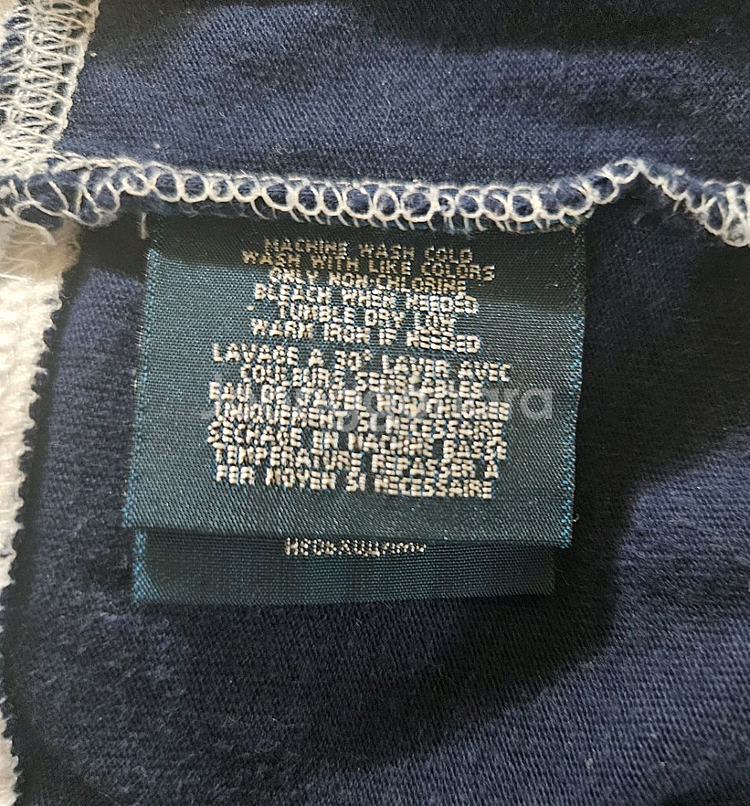 MACHINE WASH COLD
WASH WITH LIKE COLORS
ONLY NON-CHLORINE
BLEACH WHEN NEEDED
TUMBLE DRY LOW
WARM IRON IF NEEDED
LAVAGE A 30° LAVER AVEC
COULEURS SEMBLABLES
EAU DE JAVEL NON CHLOREE
UNIQUEMENT SI NECESSAIRE
SECHAGE EN MACHINE BASSE
TEMPERATURE REPASSER A
FER MOYEN SI NECESSAIRE